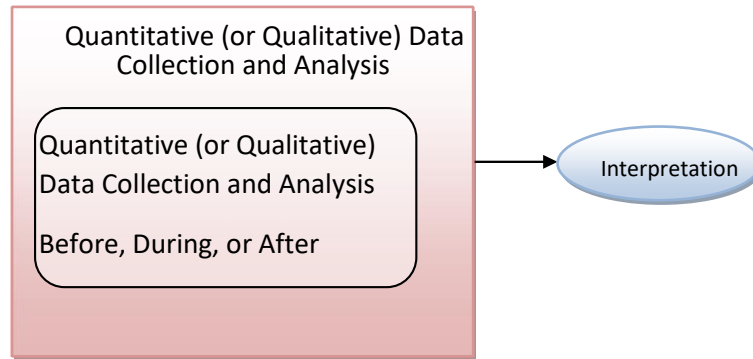 Quantitative (or Qualitative) Data
Collection and Analysis
Quantitative (or Qualitative)
Data Collection and Analysis
Before, During, or After
Interpretation